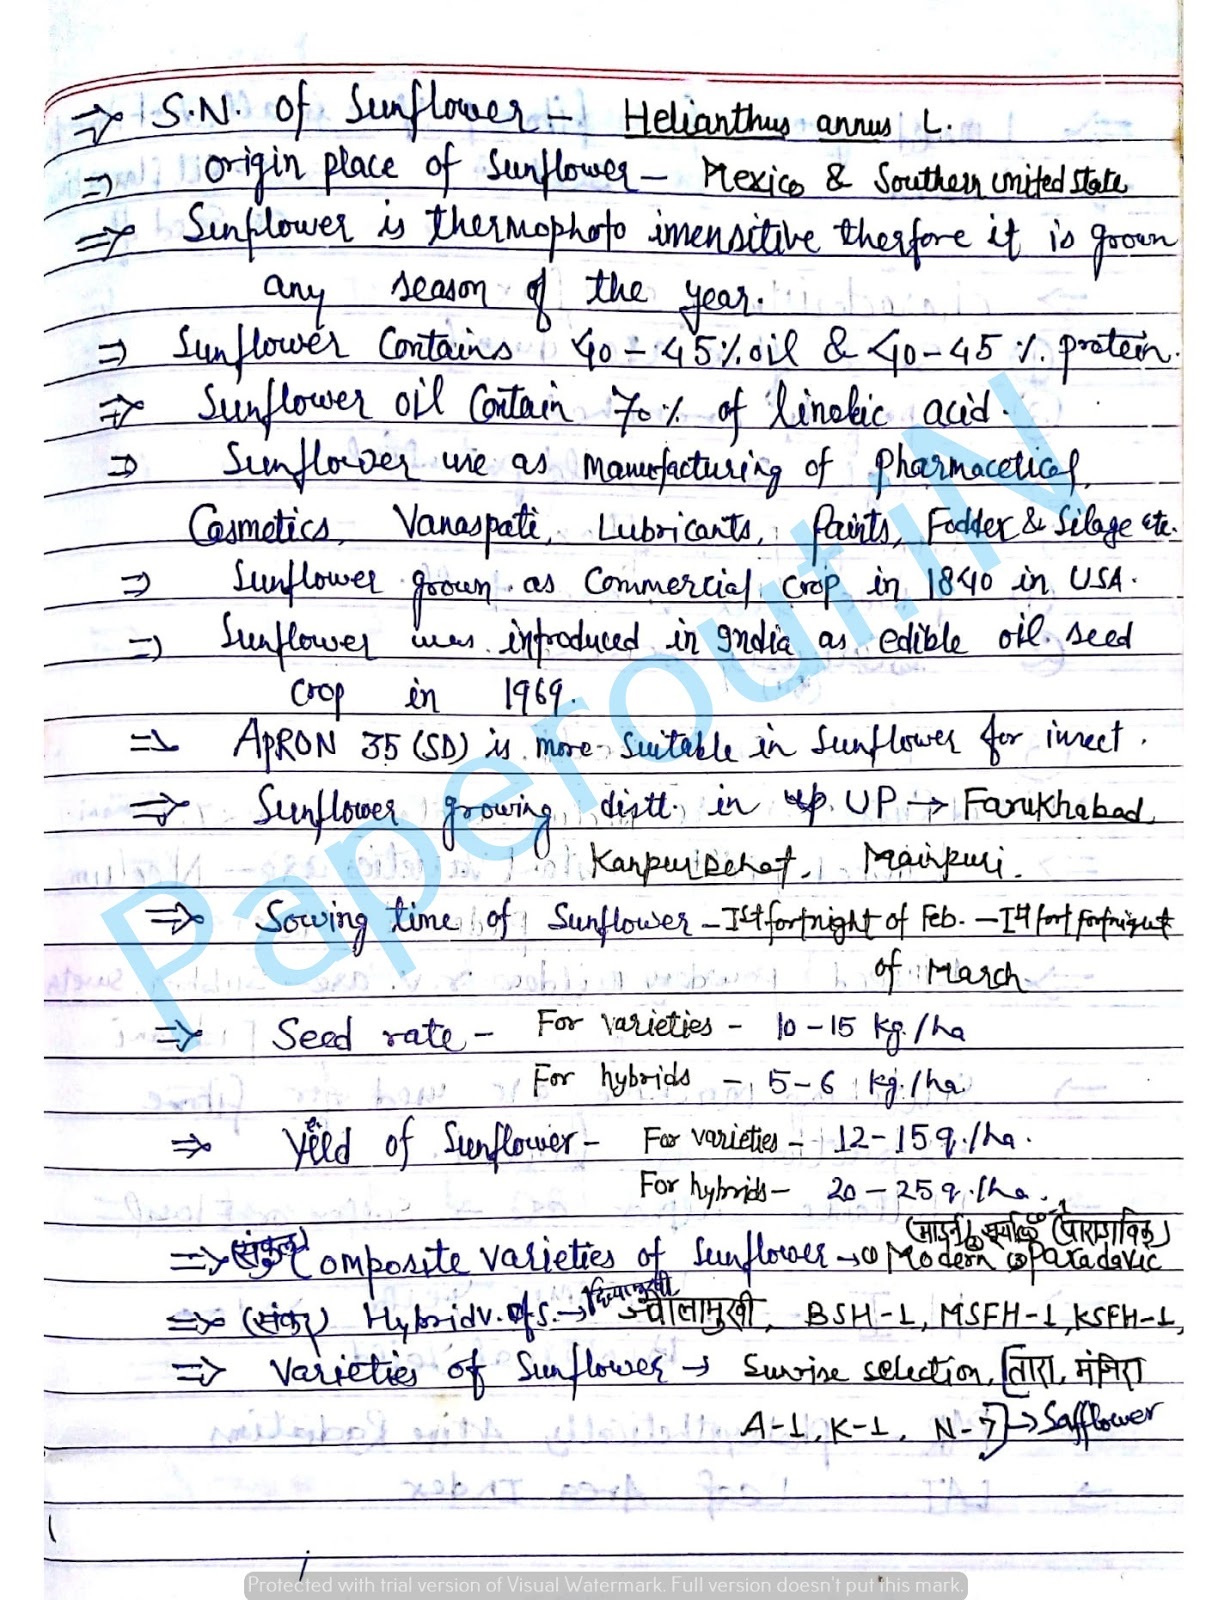 ⇒ S.N. of Sunflower – Helianthus annus L.
⇒ origin place of Sunflower – Mexico & Southern united state
⇒ Sunflower is thermophoto imensitive therfore it is grown
any season of the year.
⇒ Sunflower Contains 40 – 45% oil & 40-45 %. protein.
⇒ Sunflower oil Contain 70% of linoleic acid.
⇒ Sunflower use as manufacturing of Pharmacetical,
Cosmetics, Vanaspati, Lubricants, Paints, Fodder & Silage etc.
⇒ Sunflower grown as Commercial crop in 1840 in USA.
⇒ Sunflower was introduced in India as edible oil seed
crop in 1969.
⇒ APRON 35 (SD) is more suitable in Sunflower for insect.
⇒ Sunflower growing distt. in UP → Farukhabad,
Kanpur Dehat, Mainpuri.
⇒ Sowing time of Sunflower – Ist fortnight of Feb. – Ist fort fortnight
of March
⇒ Seed rate – For varieties – 10 – 15 kg./ha
For hybrids – 5-6 kg./ha
⇒ Yeild of Sunflower – For varieties – 12-15 q./ha.
For hybrids – 20 – 25 q./ha.
(मार्डन) (पाराडाविक)
⇒ (संकुल) Composite varieties of Sunflower → ① Modern ③ Paradavic
⇒ (संकर) Hybrid v. of S. → BSH-1, MSFH-1, KSFH-1,
⇒ Varieties of Sunflower → Sunrise selection, [तारा, मंजिरा
A-1, K-1, N-7] → Safflower
PaperoutiN
Protected with trial version of Visual Watermark. Full version doesn't put this mark.